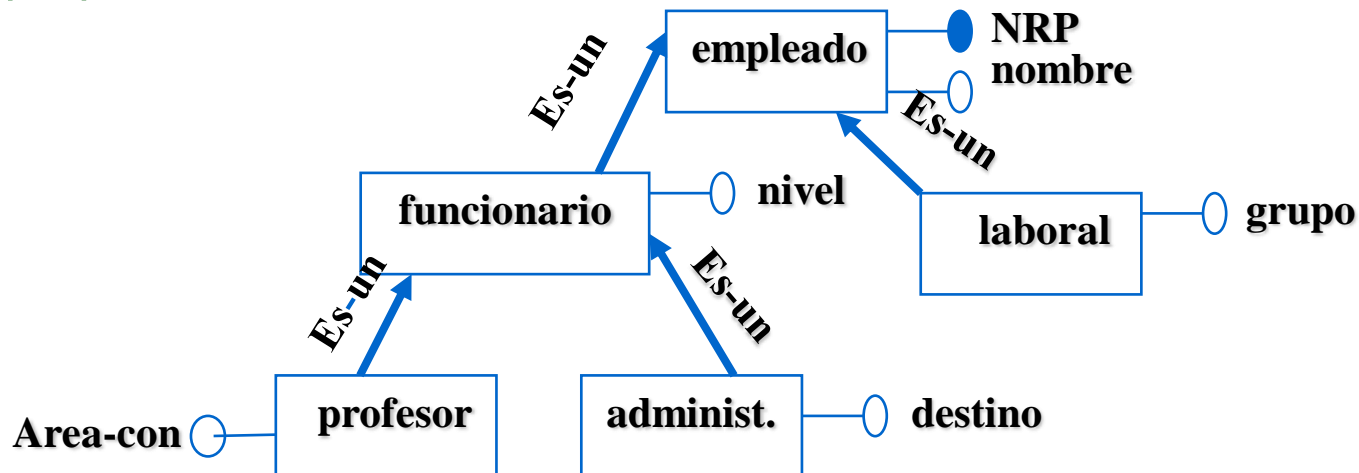 empleado
NRP
nombre
Es-un
Es-un
funcionario
nivel
laboral
grupo
Es-un
Es-un
profesor
administ.
destino
Area-con